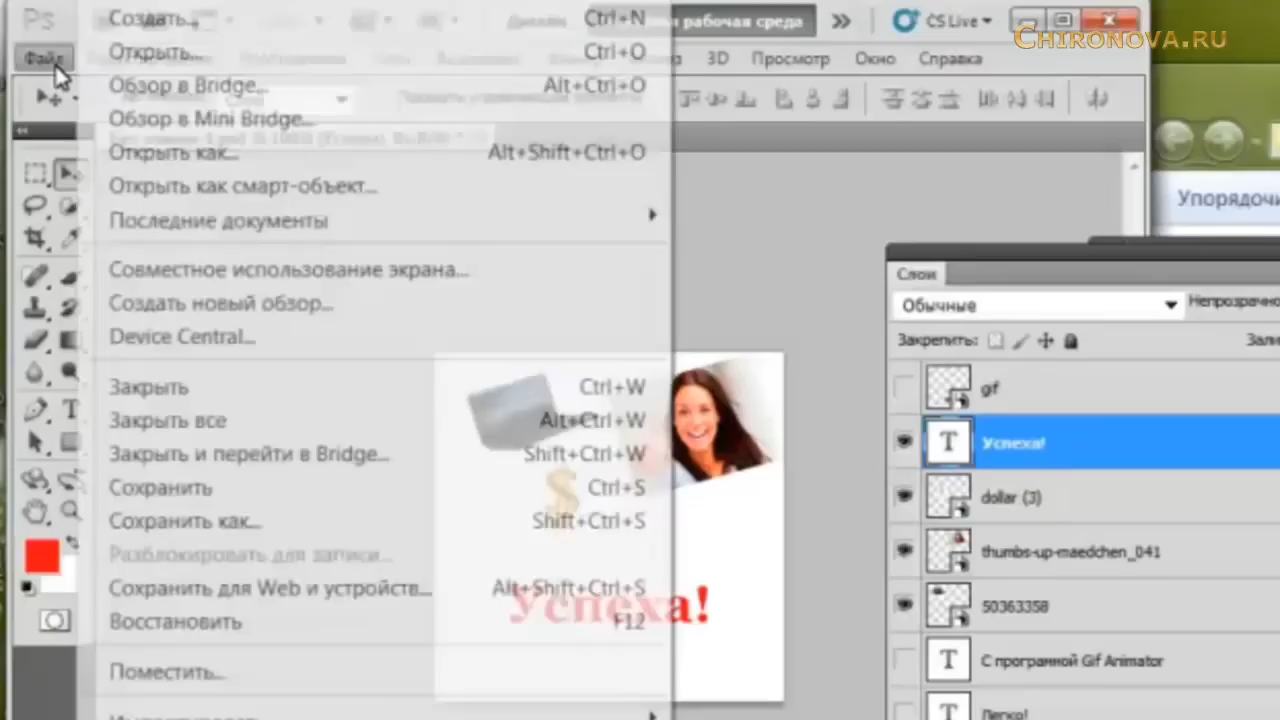 Ps
Создать... Ctrl+N
рабочая среда
CS Live
CHIRONOVA.RU
Файл
Открыть... Ctrl+O
3D Просмотр Окно Справка
Обзор в Bridge... Alt+Ctrl+O
Обзор в Mini Bridge...
Открыть как... Alt+Shift+Ctrl+O
Открыть как смарт-объект...
Последние документы
Совместное использование экрана...
Создать новый обзор...
Device Central...
Закрыть Ctrl+W
Закрыть все Alt+Ctrl+W
Закрыть и перейти в Bridge... Shift+Ctrl+W
Сохранить Ctrl+S
Сохранить как... Shift+Ctrl+S
Разблокировать для записи...
Сохранить для Web и устройств... Alt+Shift+Ctrl+S
Восстановить F12
Поместить...
Успеха!
Упорядочи
Слои
Обычные Непрозрачно
Закрепить: Зали
gif
T Успеха!
dollar (3)
thumbs-up-maedchen_041
50363358
T С програмой Gif Animator
T Легко!